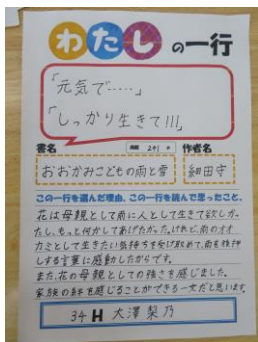 わたしの一行
「元気で……」
「しっかり生きて!!!」
書名 241 作者名
おおかみこどもの雨と雪 細田守
この一行を選んだ理由、この一行を読んで思ったこと。
花は母親として雨に人として生きて欲しか
たし、もっと何かしてあげたかった。けれど、雨のオオ
カミとして生きたい気持ちを受け取めて、雨を後押
しする言葉に感動したからです。
また、花の母親としての強さを感じました。
家族の絆を感じることができる一文だと思います。
34H 大澤梨乃